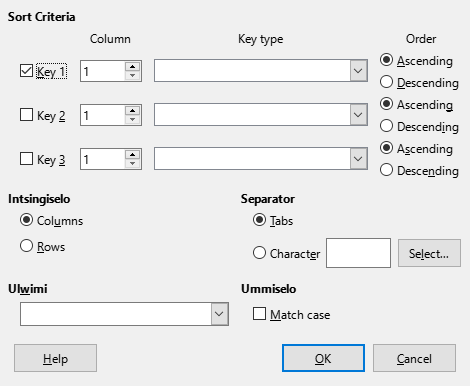 Sort Criteria
Column Key type Order
Key 1 1 Ascending
Descending
Key 2 1 Ascending
Descending
Key 3 1 Ascending
Descending
Intsingiselo Separator
Columns Tabs
Rows Character Select...
Ulwimi Ummiselo
Match case
Help OK Cancel